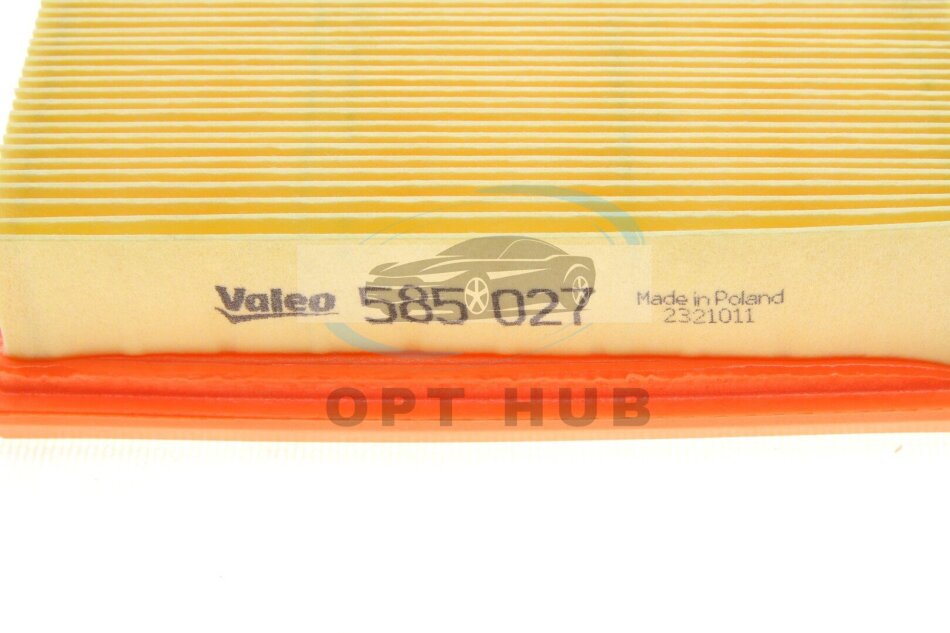 Valeo 585 027 Made in Poland
2321011
OPT HUB